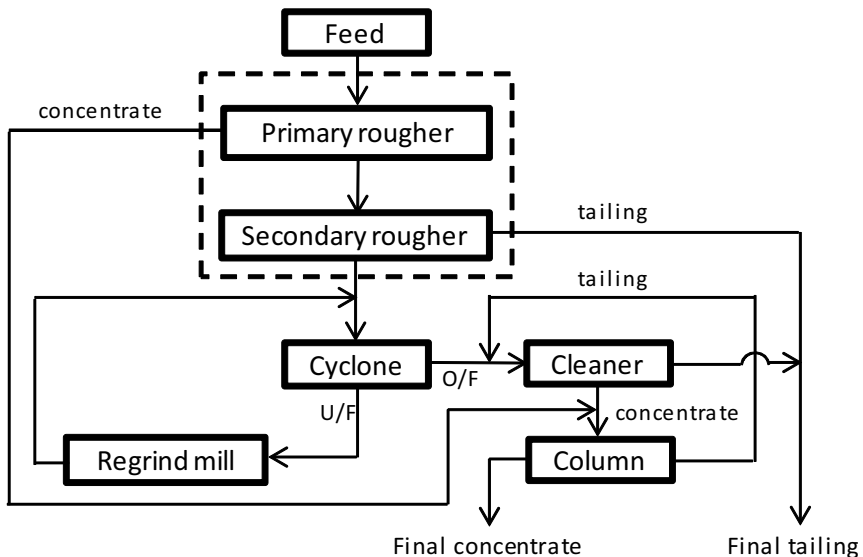 Feed
concentrate
Primary rougher
tailing
Secondary rougher
tailing
Cyclone
O/F
Cleaner
U/F
concentrate
Regrind mill
Column
Final concentrate
Final tailing